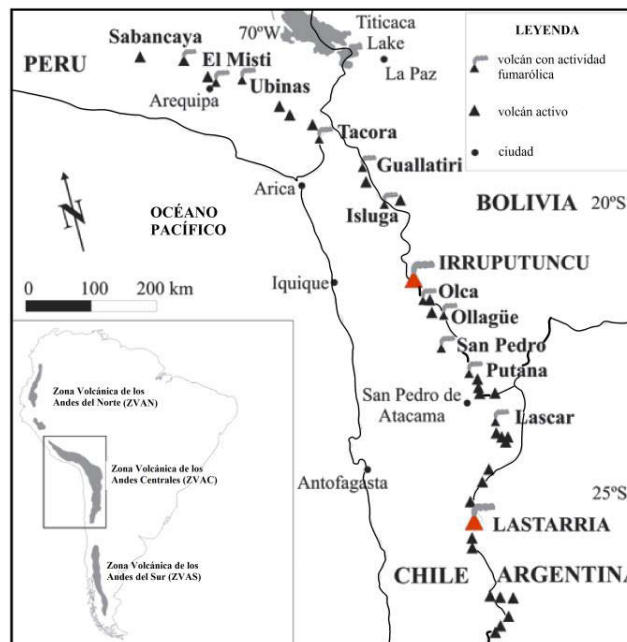 70ºW
Titicaca
Lake
LEYENDA
Sabancaya
PERU
El Misti
La Paz
volcán con actividad
fumarólica
Ubinas
Arequipa
volcán activo
Tacora
ciudad
Guallatiri
Arica
BOLIVIA
20ºS
Isluga
OCÉANO
PACÍFICO
N
IRRUPUTUNCU
Iquique
Olca
0 100 200 km
Ollagüe
San Pedro
Putana
Zona Volcánica de los
Andes del Norte (ZVAN)
San Pedro de
Atacama
Lascar
Zona Volcánica de los
Andes Centrales (ZVAC)
Antofagasta
25ºS
LASTARRIA
Zona Volcánica de los
Andes del Sur (ZVAS)
CHILE
ARGENTINA